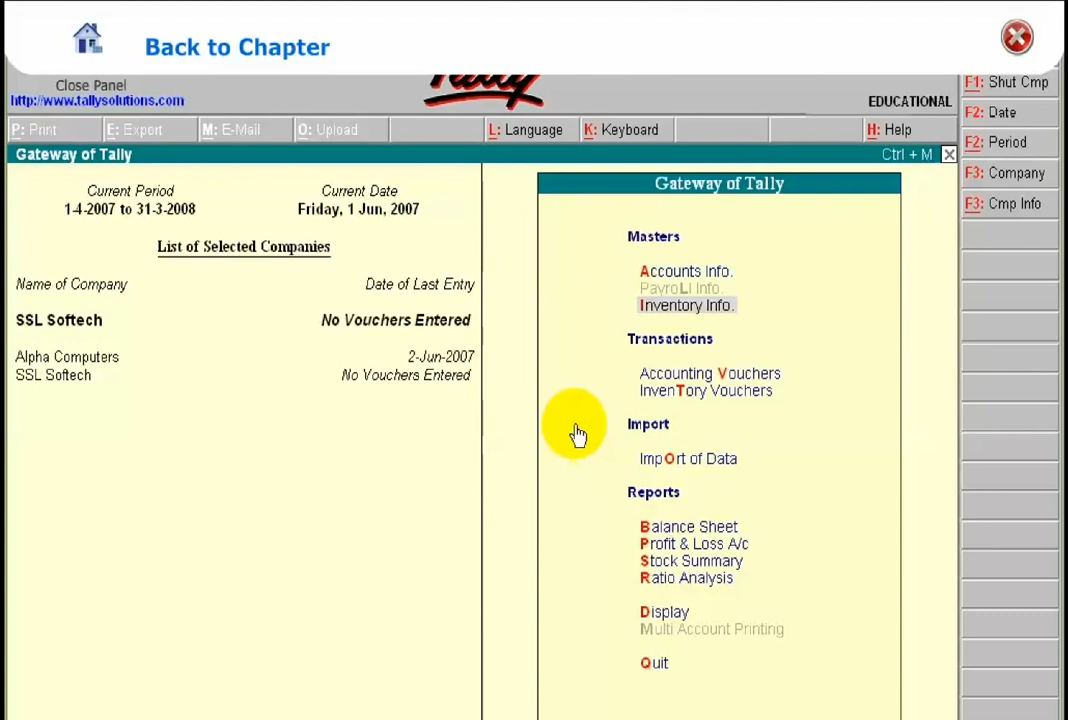 Back to Chapter
Close Panel
http://www.tallysolutions.com
Tally
EDUCATIONAL
P: Print
E: Export
M: E-Mail
O: Upload
L: Language
K: Keyboard
H: Help
F1: Shut Cmp
F2: Date
F2: Period
F3: Company
F3: Cmp Info
Gateway of Tally
Ctrl + M
Current Period
Current Date
1-4-2007 to 31-3-2008
Friday, 1 Jun, 2007
List of Selected Companies
Name of Company
Date of Last Entry
SSL Softech
No Vouchers Entered
Alpha Computers
2-Jun-2007
SSL Softech
No Vouchers Entered
Gateway of Tally
Masters
Accounts Info.
PayroLl Info.
Inventory Info.
Transactions
Accounting Vouchers
InvenTory Vouchers
Import
ImpOrt of Data
Reports
Balance Sheet
Profit & Loss A/c
Stock Summary
Ratio Analysis
Display
Multi Account Printing
Quit